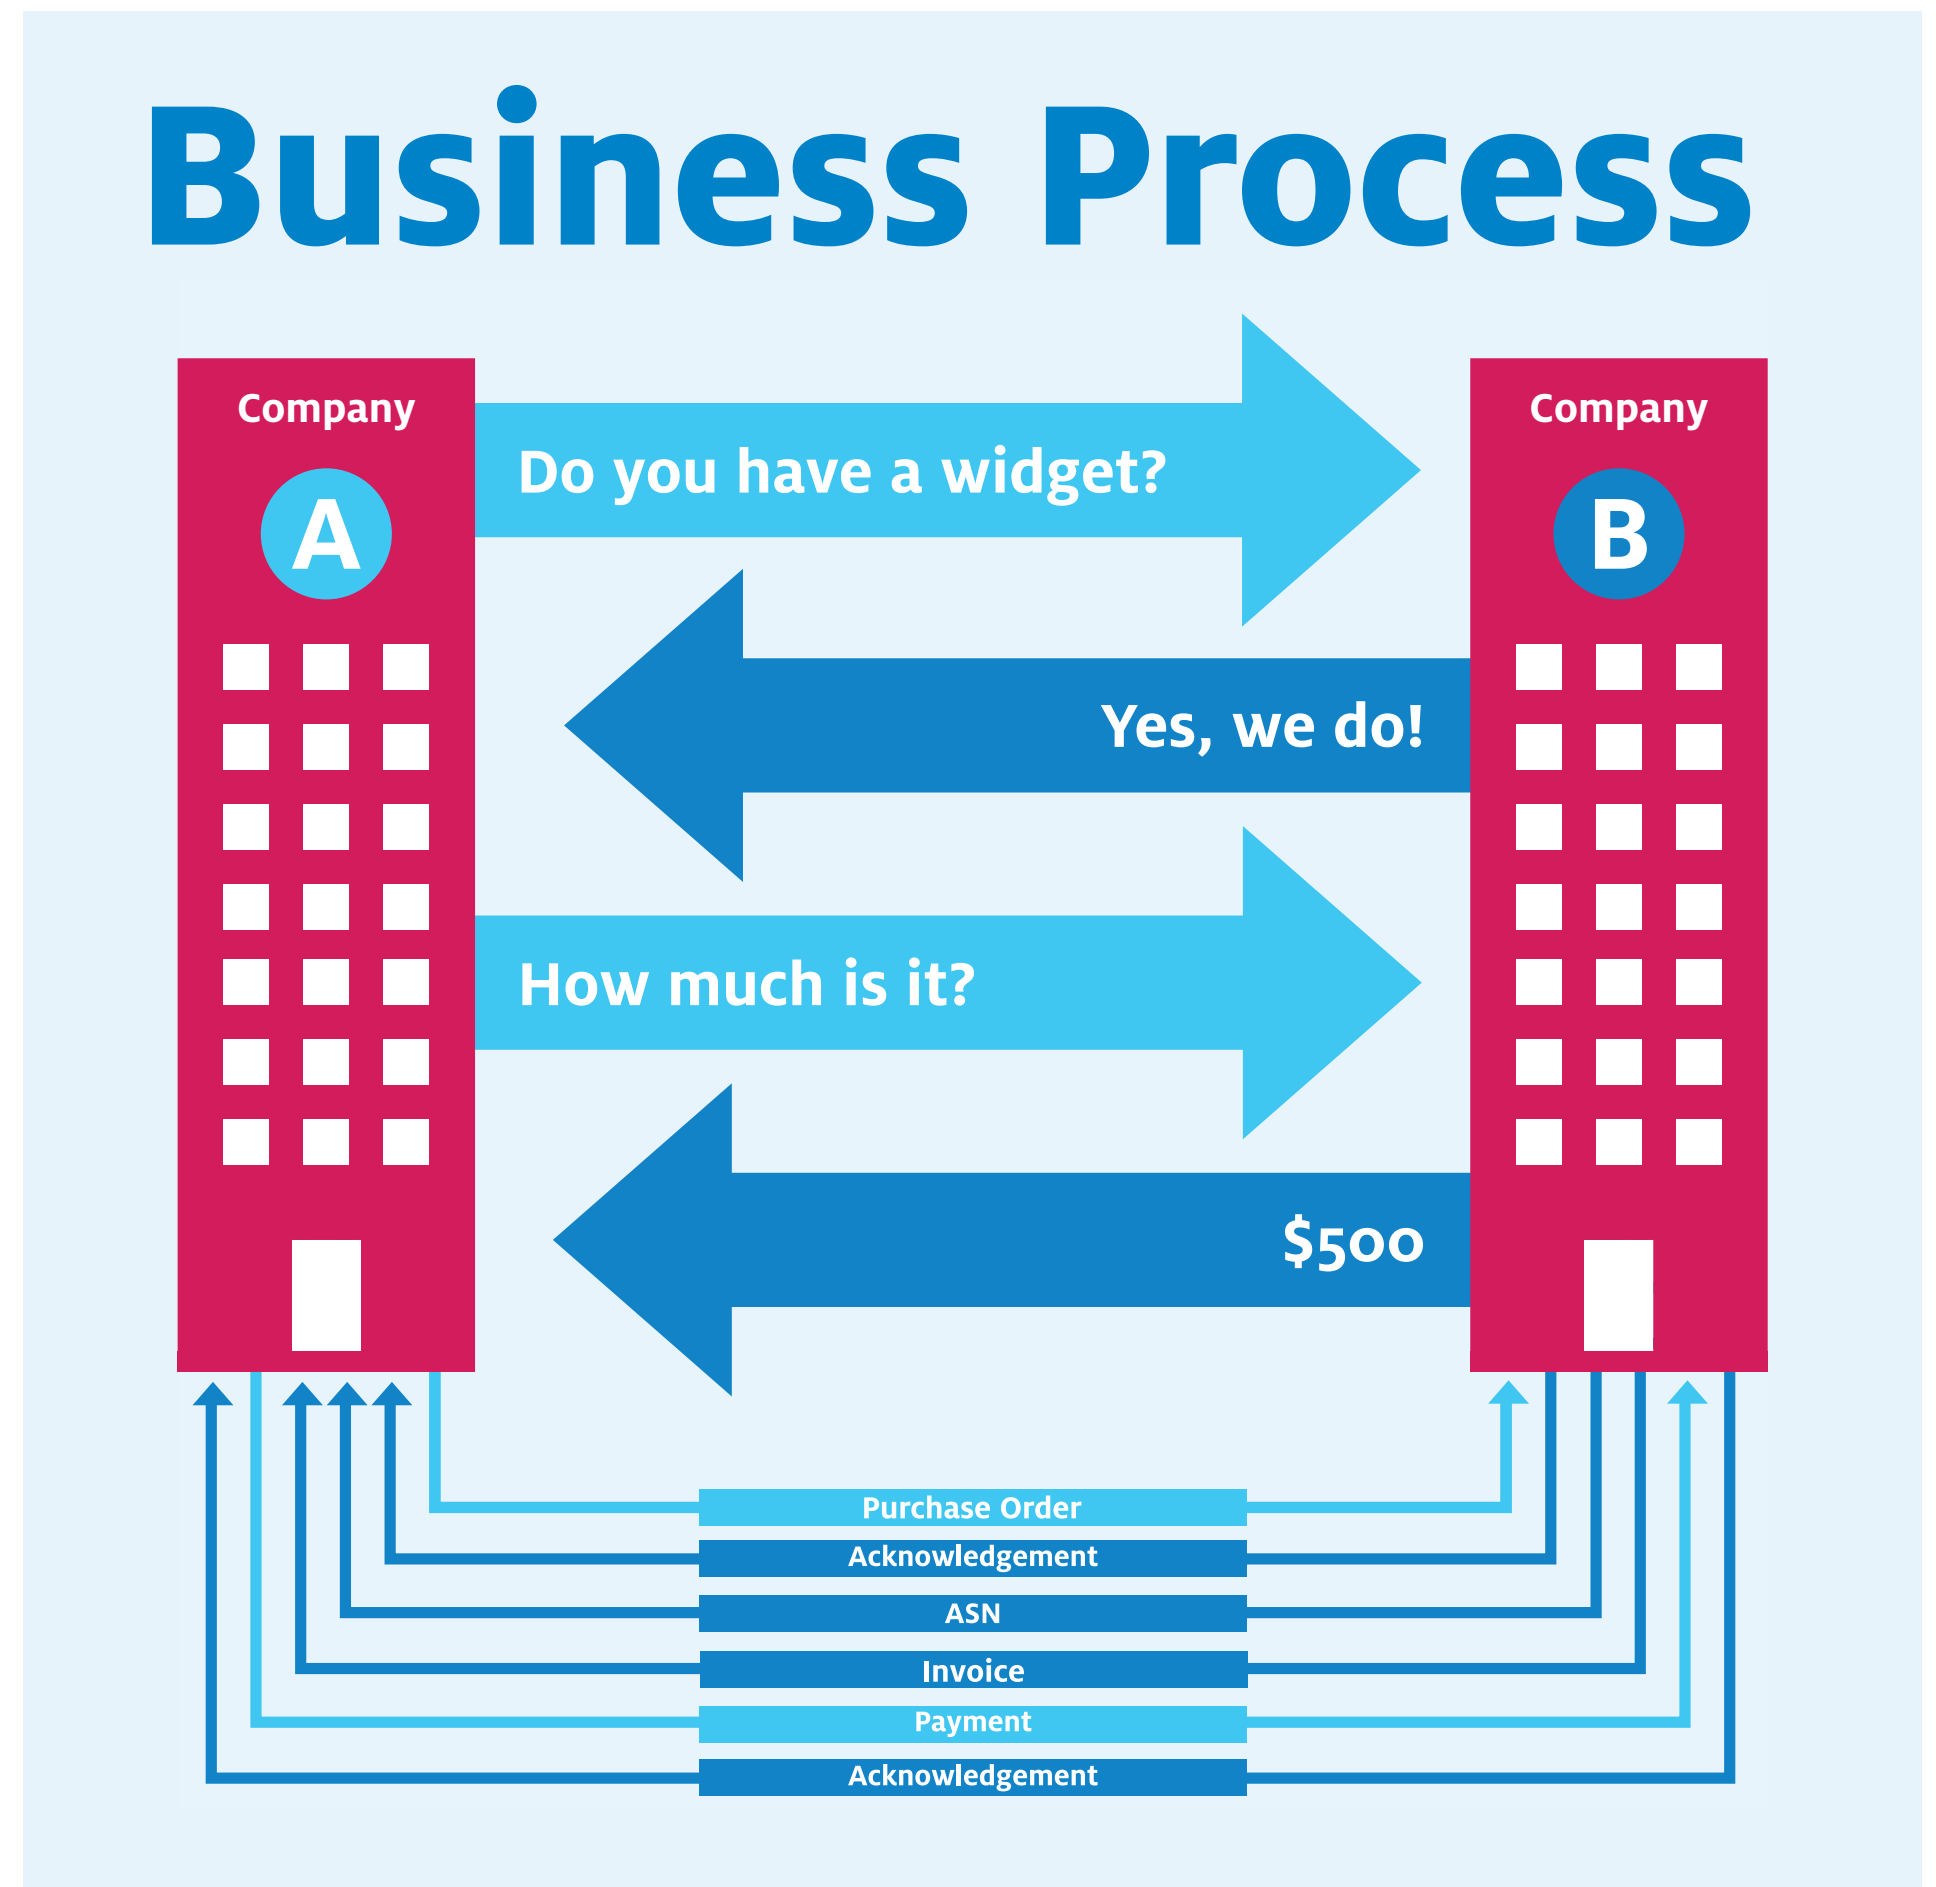 Business Process
Company
A
Company
B
Do you have a widget?
Yes, we do!
How much is it?
$500
Purchase Order
Acknowledgement
ASN
Invoice
Payment
Acknowledgement